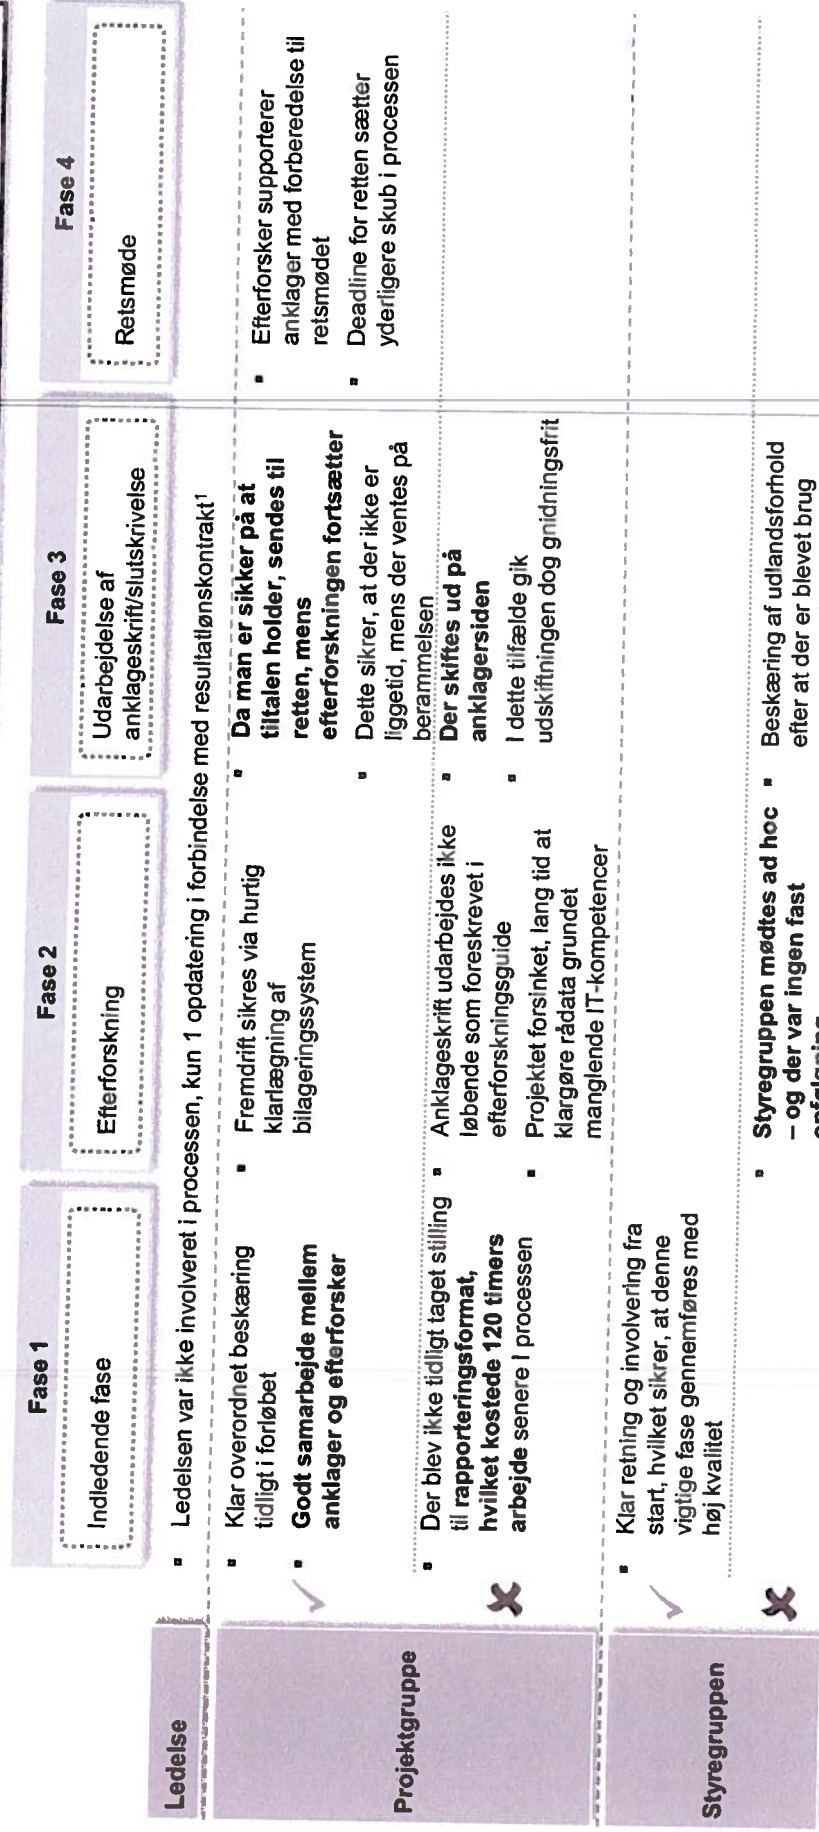 Fase 1
Fase 2
Fase 3
Fase 4
Indledende fase
Efterforskning
Udarbejdelse af
anklageskrift/slutskrivelse
Retsmøde
Ledelse
▪ Ledelsen var ikke involveret i processen, kun 1 opdatering i forbindelse med resultatlønskontrakt¹
Projektgruppe
✓
▪ Klar overordnet beskæring
tidligt i forløbet
▪ Godt samarbejde mellem
anklager og efterforsker
▪ Fremdrift sikres via hurtig
klarlægning af
bilageringssystem
▪ Da man er sikker på at
tiltalen holder, sendes til
retten, mens
efterforskningen fortsætter
▪ Dette sikrer, at der ikke er
liggetid, mens der ventes på
berammelsen
▪ Efterforsker supporterer
anklager med forberedelse til
retsmødet
▪ Deadline for retten sætter
yderligere skub i processen
✗
▪ Der blev ikke tidligt taget stilling
til rapporteringsformat,
hvilket kostede 120 timers
arbejde senere I processen
▪ Anklageskrift udarbejdes ikke
løbende som foreskrevet i
efterforskningsguide
▪ Projektet forsinket, lang tid at
klargøre rådata grundet
manglende IT-kompetencer
▪ Der skiftes ud på
anklagersiden
▪ I dette tilfælde gik
udskiftningen dog gnidningsfrit
Styregruppen
✓
▪ Klar retning og involvering fra
start, hvilket sikrer, at denne
vigtige fase gennemføres med
høj kvalitet
✗
▪ Styregruppen mødtes ad hoc
– og der var ingen fast
▪ Beskæring af udlandsforhold
efter at der er blevet brug